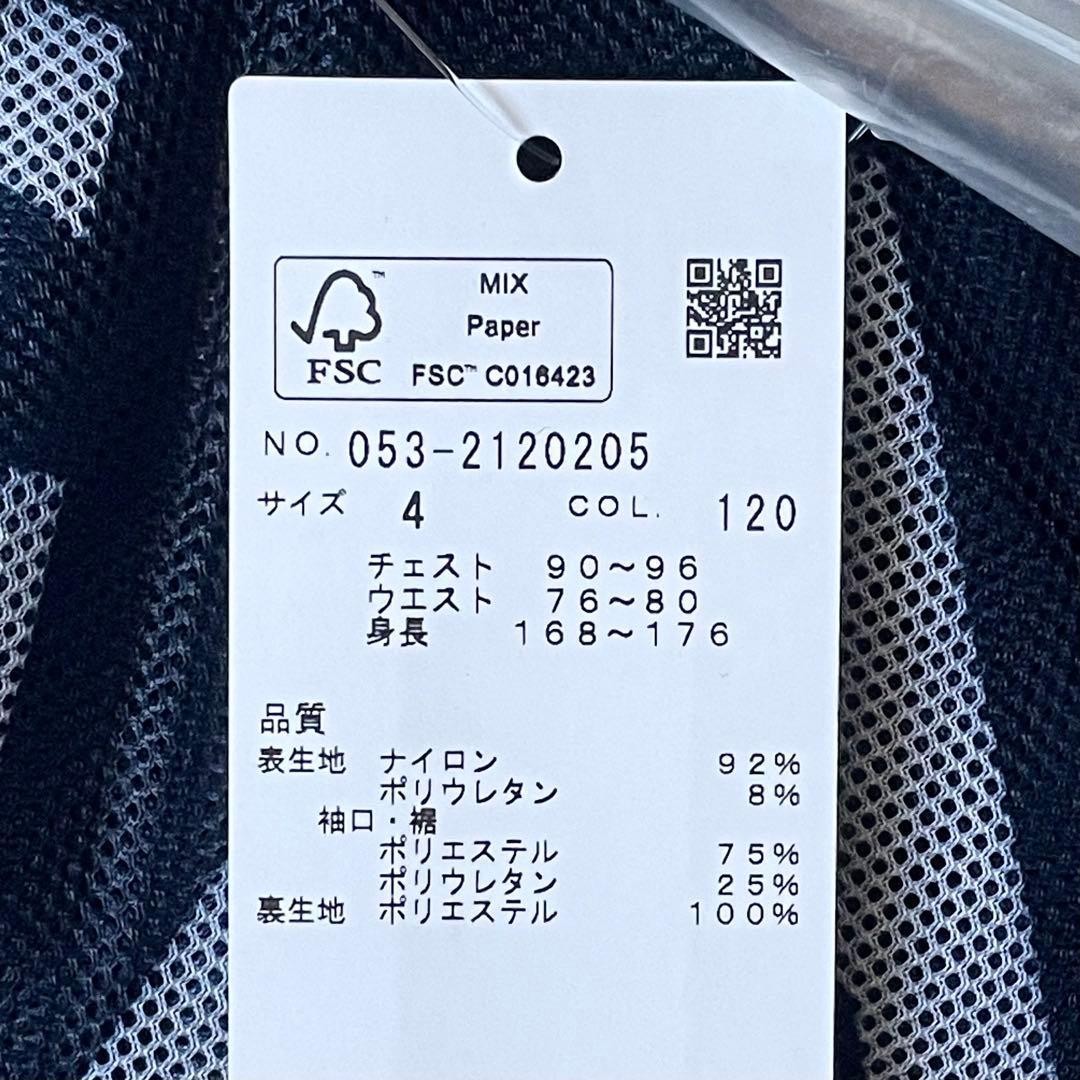 MIX
Paper
FSC™ FSC™ C016423
NO. 053-2120205
サイズ 4 COL. 120
チェスト 90～96
ウエスト 76～80
身長 168～176
品質
表生地 ナイロン 92%
ポリウレタン 8%
袖口・裾
ポリエステル 75%
ポリウレタン 25%
裏生地 ポリエステル 100%